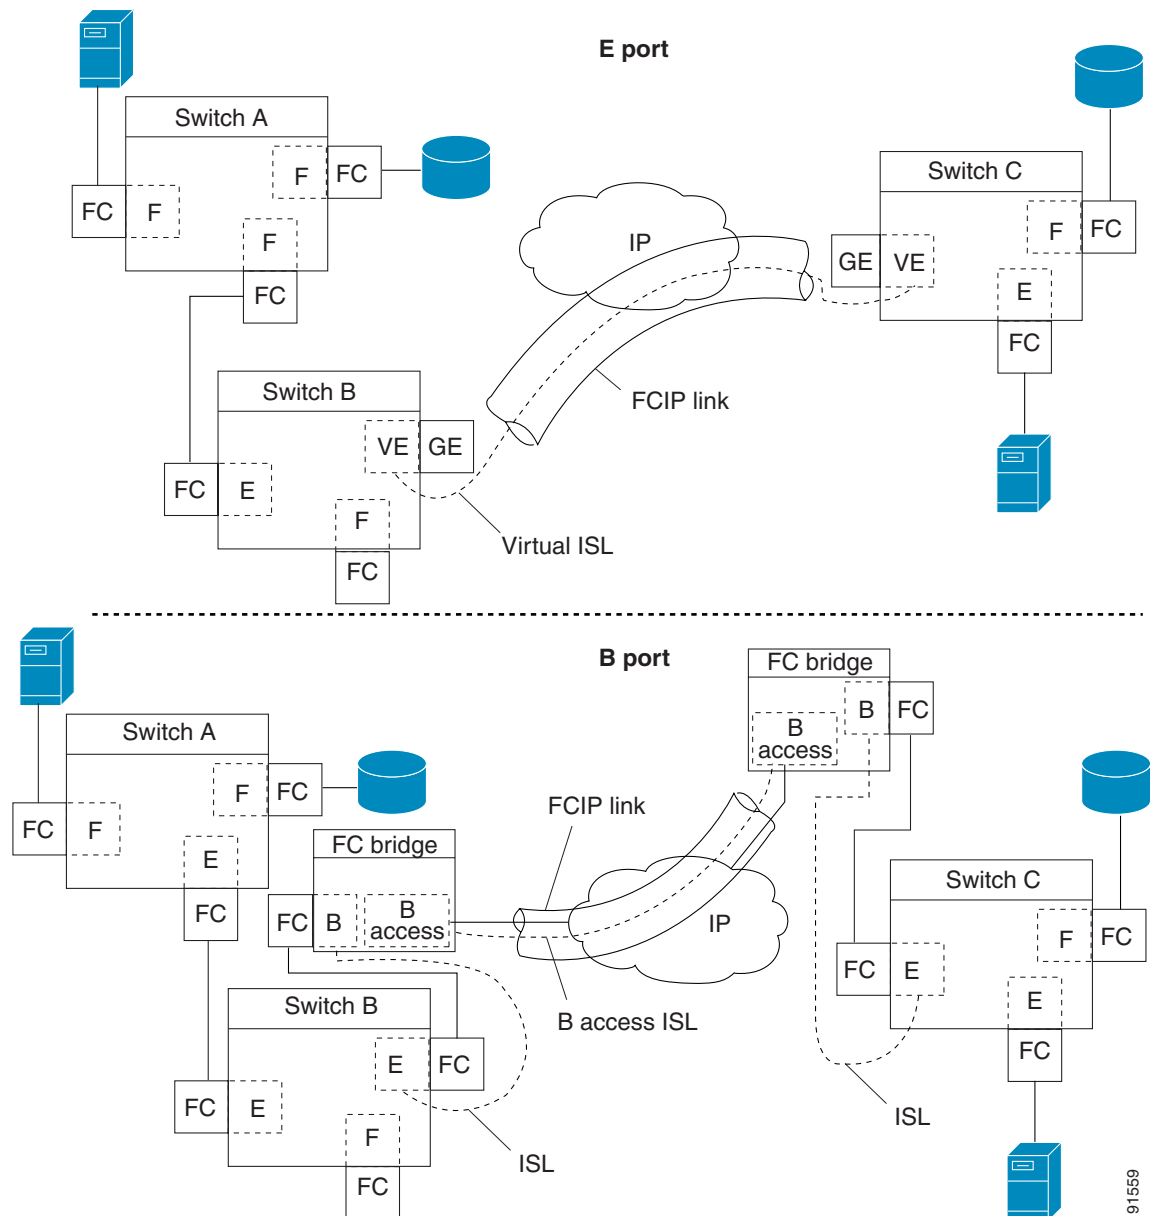 E port
Switch A
F
FC
FC
F
F
FC
IP
Switch C
F
FC
GE
VE
E
FC
FCIP link
Switch B
VE
GE
FC
E
F
FC
Virtual ISL
B port
FC bridge
B
FC
B
access
Switch A
F
FC
FC
F
E
FC
FCIP link
FC bridge
FC
B
B
access
IP
Switch C
F
FC
FC
E
E
FC
B access ISL
Switch B
E
FC
FC
E
F
FC
ISL
ISL
91559